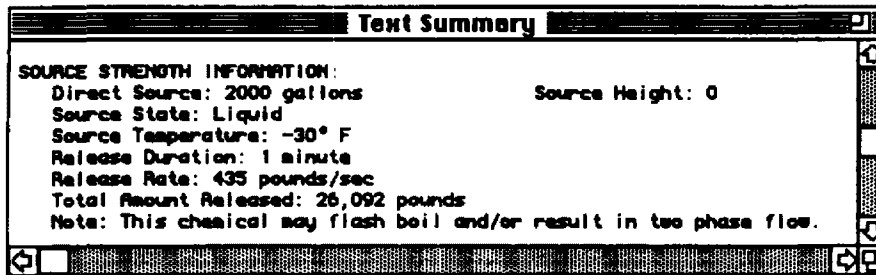 Text Summary
SOURCE STRENGTH INFORMATION:
Direct Source: 2000 gallons Source Height: 0
Source State: Liquid
Source Temperature: -30° F
Release Duration: 1 minute
Release Rate: 435 pounds/sec
Total Amount Released: 26,092 pounds
Note: This chemical may flash boil and/or result in two phase flow.